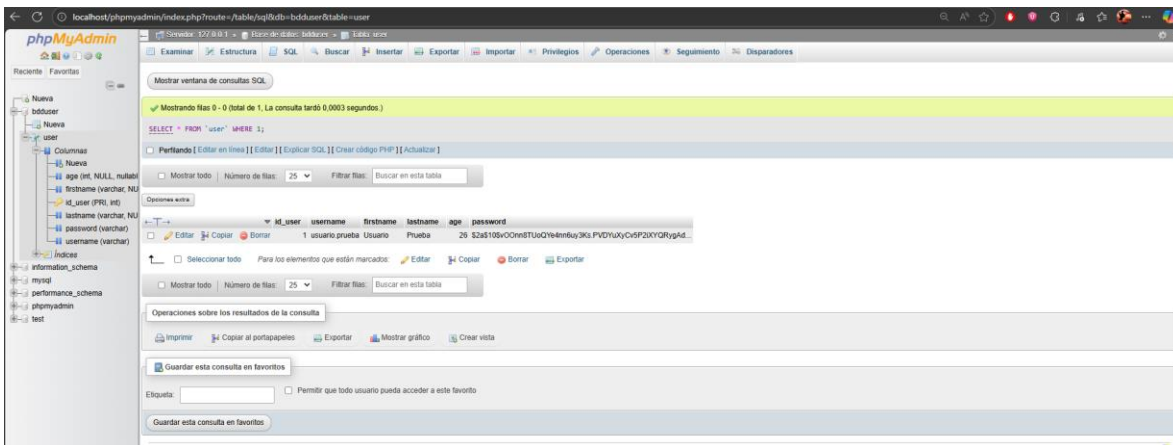 localhost/phpmyadmin/index.php?route=/table/sql&db=bdduser&table=user
phpMyAdmin
Reciente Favoritas
Nueva
bdduser
Nueva
user
Columnas
Nueva
age (int, NULL, nullabl
firstname (varchar, NU
id_user (PRI, int)
lastname (varchar, NU
password (varchar)
username (varchar)
Índices
information_schema
mysql
performance_schema
phpmyadmin
test
Servidor: 127.0.0.1 » Base de datos: bdduser » Tabla: user
Examinar Estructura SQL Buscar Insertar Exportar Importar Privilegios Operaciones Seguimiento Disparadores
Mostrar ventana de consultas SQL
Mostrando filas 0 - 0 (total de 1, La consulta tardó 0,0003 segundos.)
SELECT * FROM `user` WHERE 1;
Perfilando [ Editar en línea ] [ Editar ] [ Explicar SQL ] [ Crear código PHP ] [ Actualizar ]
Mostrar todo Número de filas: 25 Filtrar filas: Buscar en esta tabla
Opciones extra
id_user username firstname lastname age password
Editar Copiar Borrar 1 usuario.prueba Usuario Prueba 26
Seleccionar todo Para los elementos que están marcados: Editar Copiar Borrar Exportar
Mostrar todo Número de filas: 25 Filtrar filas: Buscar en esta tabla
Operaciones sobre los resultados de la consulta
Imprimir Copiar al portapapeles Exportar Mostrar gráfico Crear vista
Guardar esta consulta en favoritos
Etiqueta: Permitir que todo usuario pueda acceder a este favorito
Guardar esta consulta en favoritos